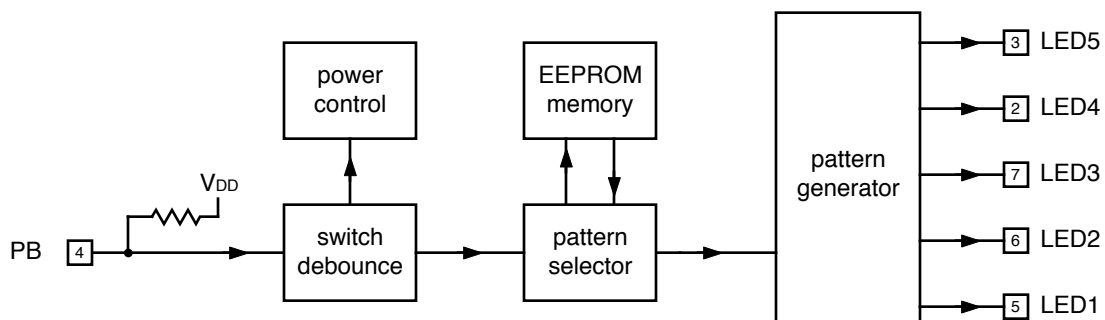 power
control
EEPROM
memory
pattern
generator
3 LED5
2 LED4
7 LED3
6 LED2
5 LED1
VDD
PB 4
switch
debounce
pattern
selector